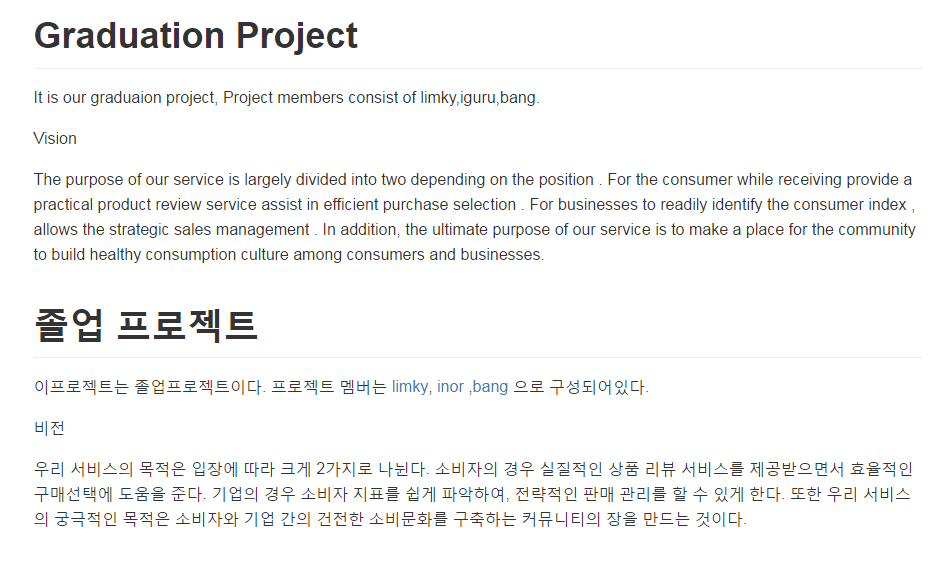 Graduation Project
It is our graduaion project, Project members consist of limky,iguru,bang.
Vision
The purpose of our service is largely divided into two depending on the position . For the consumer while receiving provide a
practical product review service assist in efficient purchase selection . For businesses to readily identify the consumer index ,
allows the strategic sales management . In addition, the ultimate purpose of our service is to make a place for the community
to build healthy consumption culture among consumers and businesses.
졸업 프로젝트
이프로젝트는 졸업프로젝트이다. 프로젝트 멤버는 limky, inor ,bang 으로 구성되어있다.
비전
우리 서비스의 목적은 입장에 따라 크게 2가지로 나뉜다. 소비자의 경우 실질적인 상품 리뷰 서비스를 제공받으면서 효율적인
구매선택에 도움을 준다. 기업의 경우 소비자 지표를 쉽게 파악하여, 전략적인 판매 관리를 할 수 있게 한다. 또한 우리 서비스
의 궁극적인 목적은 소비자와 기업 간의 건전한 소비문화를 구축하는 커뮤니티의 장을 만드는 것이다.